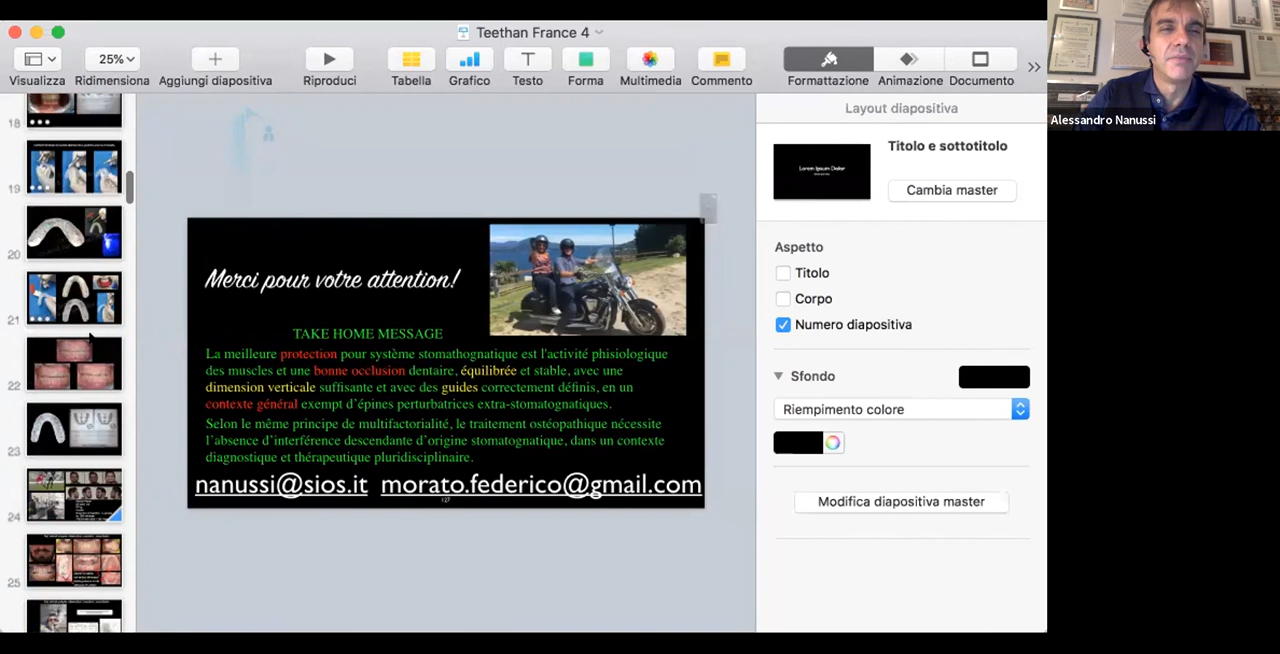 Teethan France 4
25%
Visualizza
Ridimensiona
Aggiungi diapositiva
Riproduci
Tabella
Grafico
Testo
Forma
Multimedia
Commento
Formattazione
Animazione
Documento
Alessandro Nanussi
18
19
20
21
22
23
24
25
Merci pour votre attention!
TAKE HOME MESSAGE
La meilleure protection pour système stomathognatique est l'activité phisiologique
des muscles et une bonne occlusion dentaire, équilibrée et stable, avec une
dimension verticale suffisante et avec des guides correctement définis, en un
contexte général exempt d'épines perturbatrices extra-stomatognatiques.
Selon le même principe de multifactorialité, le traitement ostéopathique nécessite
l'absence d'interférence descendante d'origine stomatognatique, dans un contexte
diagnostique et thérapeutique pluridisciplinaire.
nanussi@sios.it morato.federico@gmail.com
127
Layout diapositiva
Titolo e sottotitolo
Lorem Ipsum Dolor
Cambia master
Aspetto
Titolo
Corpo
Numero diapositiva
Sfondo
Riempimento colore
Modifica diapositiva master